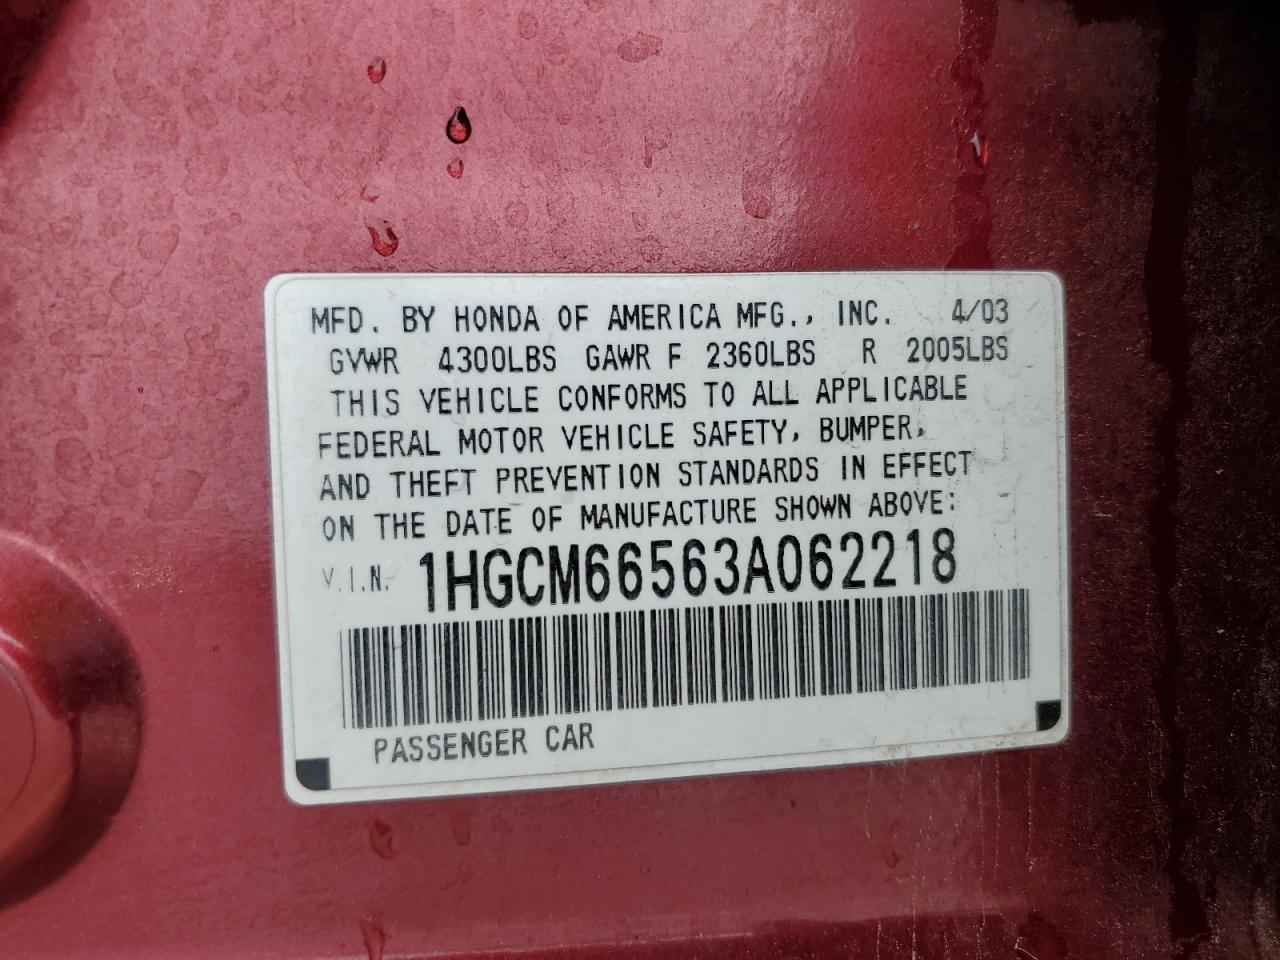 MFD. BY HONDA OF AMERICA MFG., INC. 4/03
GVWR 4300LBS GAWR F 2360LBS R 2005LBS
THIS VEHICLE CONFORMS TO ALL APPLICABLE
FEDERAL MOTOR VEHICLE SAFETY, BUMPER,
AND THEFT PREVENTION STANDARDS IN EFFECT
ON THE DATE OF MANUFACTURE SHOWN ABOVE:
V.I.N. 1HGCM66563A062218
PASSENGER CAR